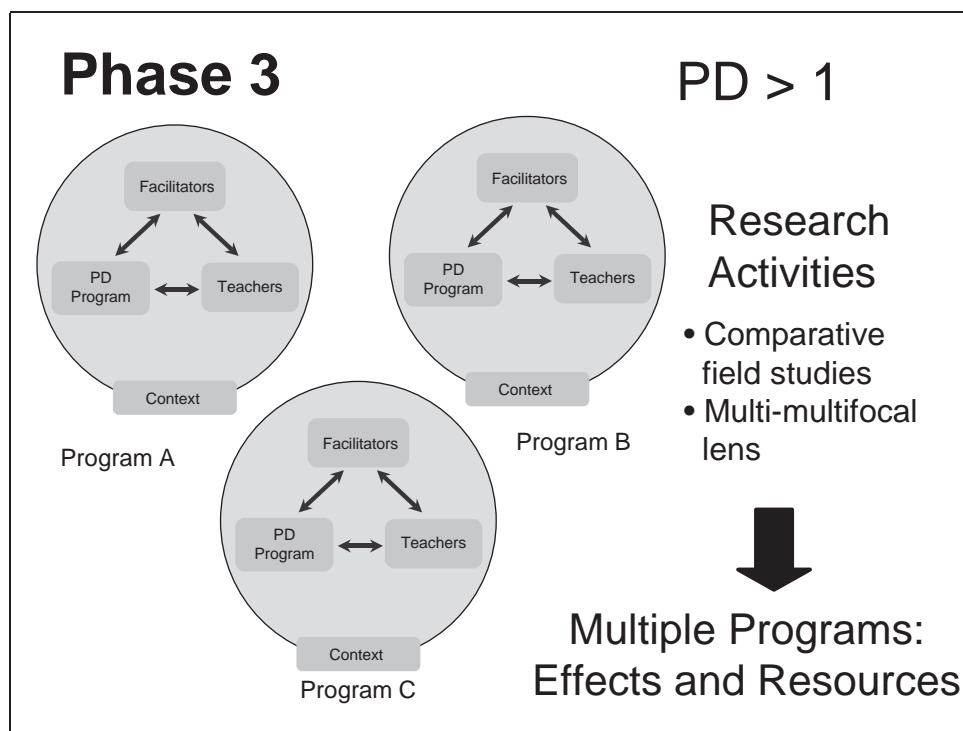 Phase 3
PD > 1
Facilitators
PD
Program
Teachers
Context
Program A
Facilitators
PD
Program
Teachers
Context
Program B
Facilitators
PD
Program
Teachers
Context
Program C
Research
Activities
• Comparative
field studies
• Multi-multifocal
lens
Multiple Programs:
Effects and Resources